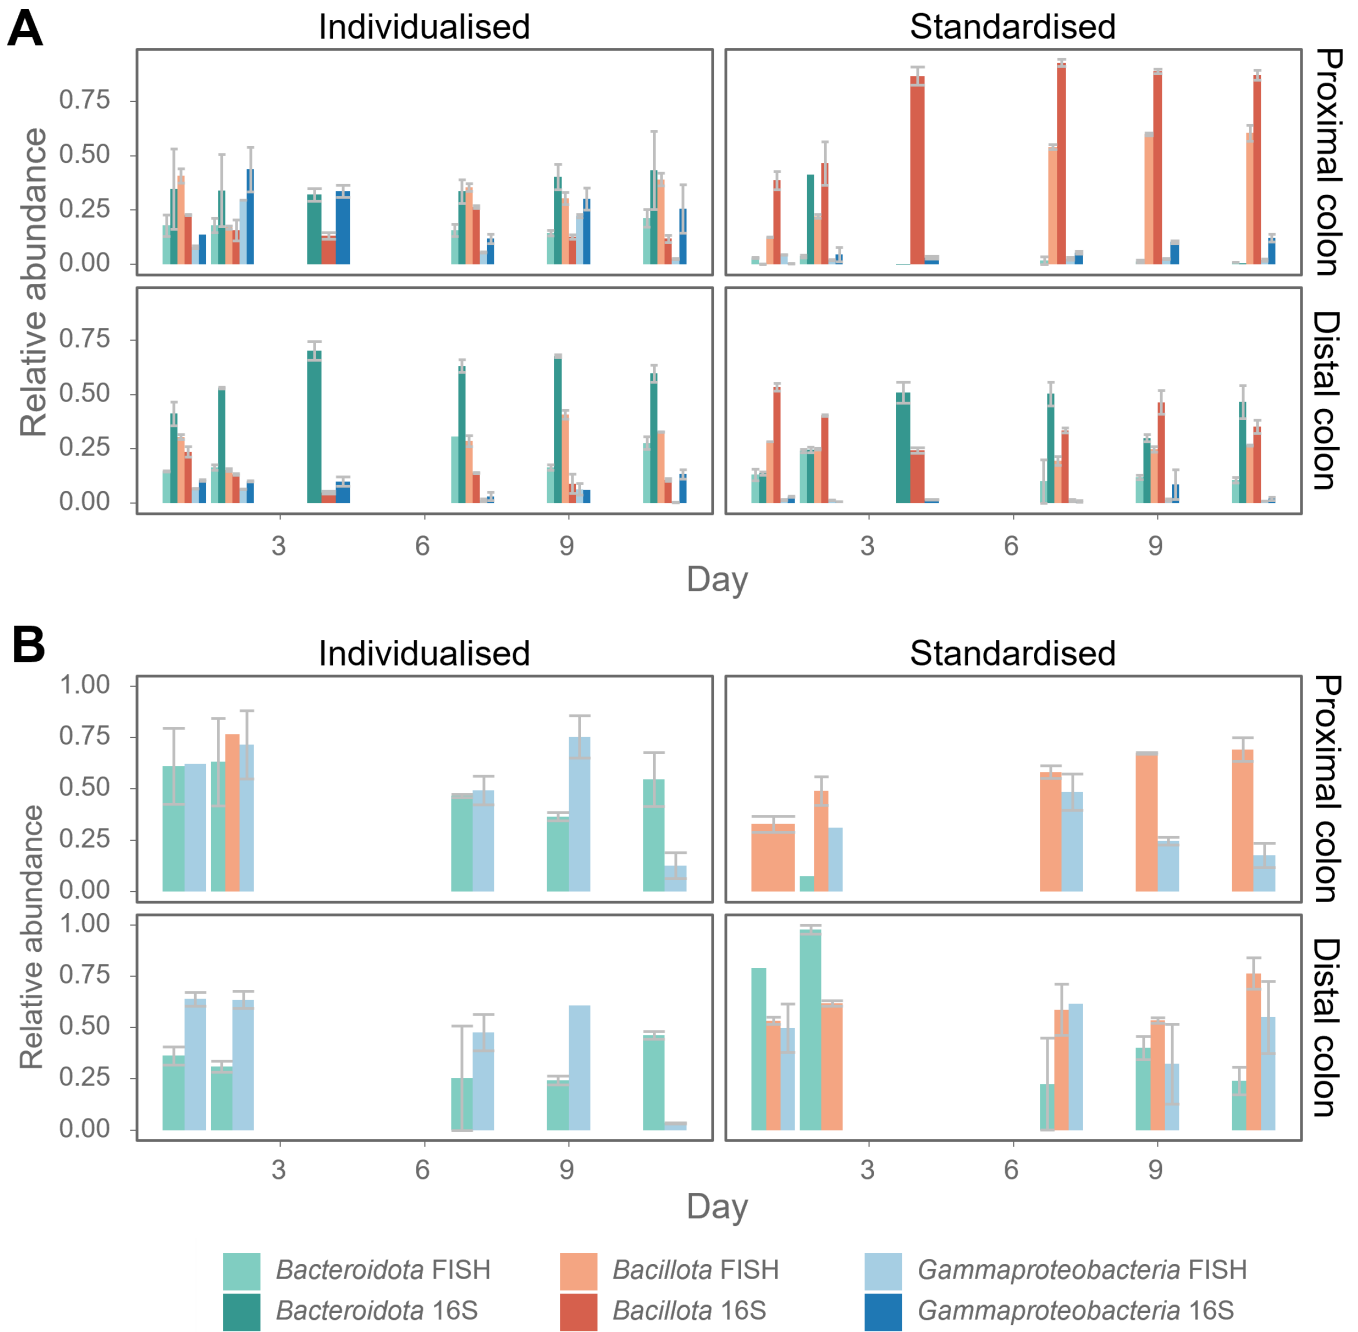 A
Individualised
Standardised
Relative abundance
0.75
0.50
0.25
0.00
Proximal colon
0.75
0.50
0.25
0.00
Distal colon
3
6
9
3
6
9
Day
B
Individualised
Standardised
Relative abundance
1.00
0.75
0.50
0.25
0.00
Proximal colon
1.00
0.75
0.50
0.25
0.00
Distal colon
3
6
9
3
6
9
Day
Bacteroidota FISH
Bacillota FISH
Gammaproteobacteria FISH
Bacteroidota 16S
Bacillota 16S
Gammaproteobacteria 16S